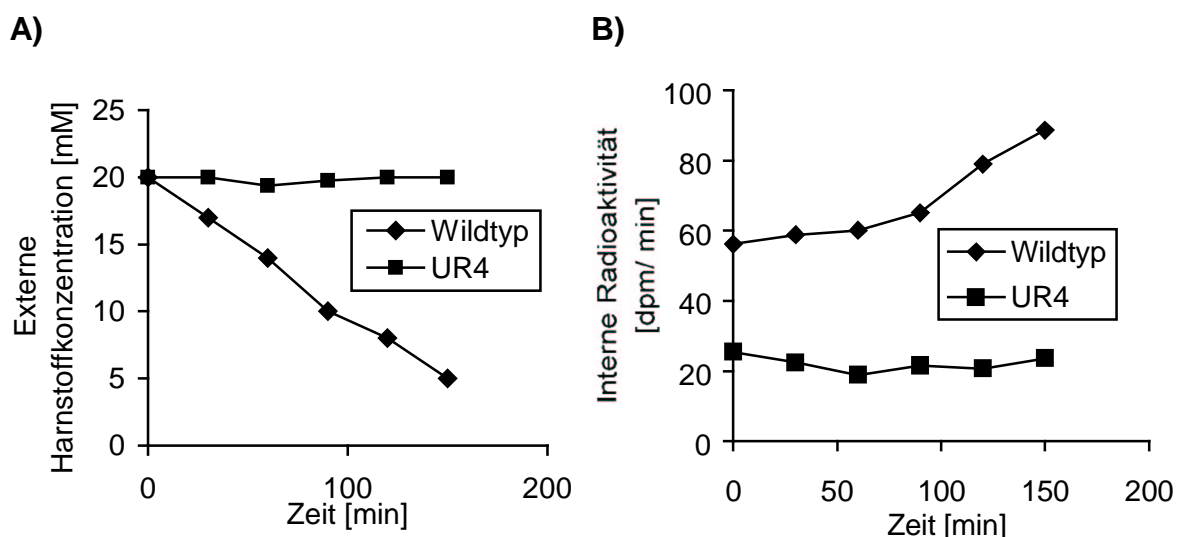 A)
Externe
Harnstoffkonzentration [mM]
25
20
15
10
5
0
Wildtyp
UR4
0
100
200
Zeit [min]
B)
Interne Radioaktivität
[dpm/ min]
100
80
60
40
20
0
Wildtyp
UR4
0
50
100
150
200
Zeit [min]